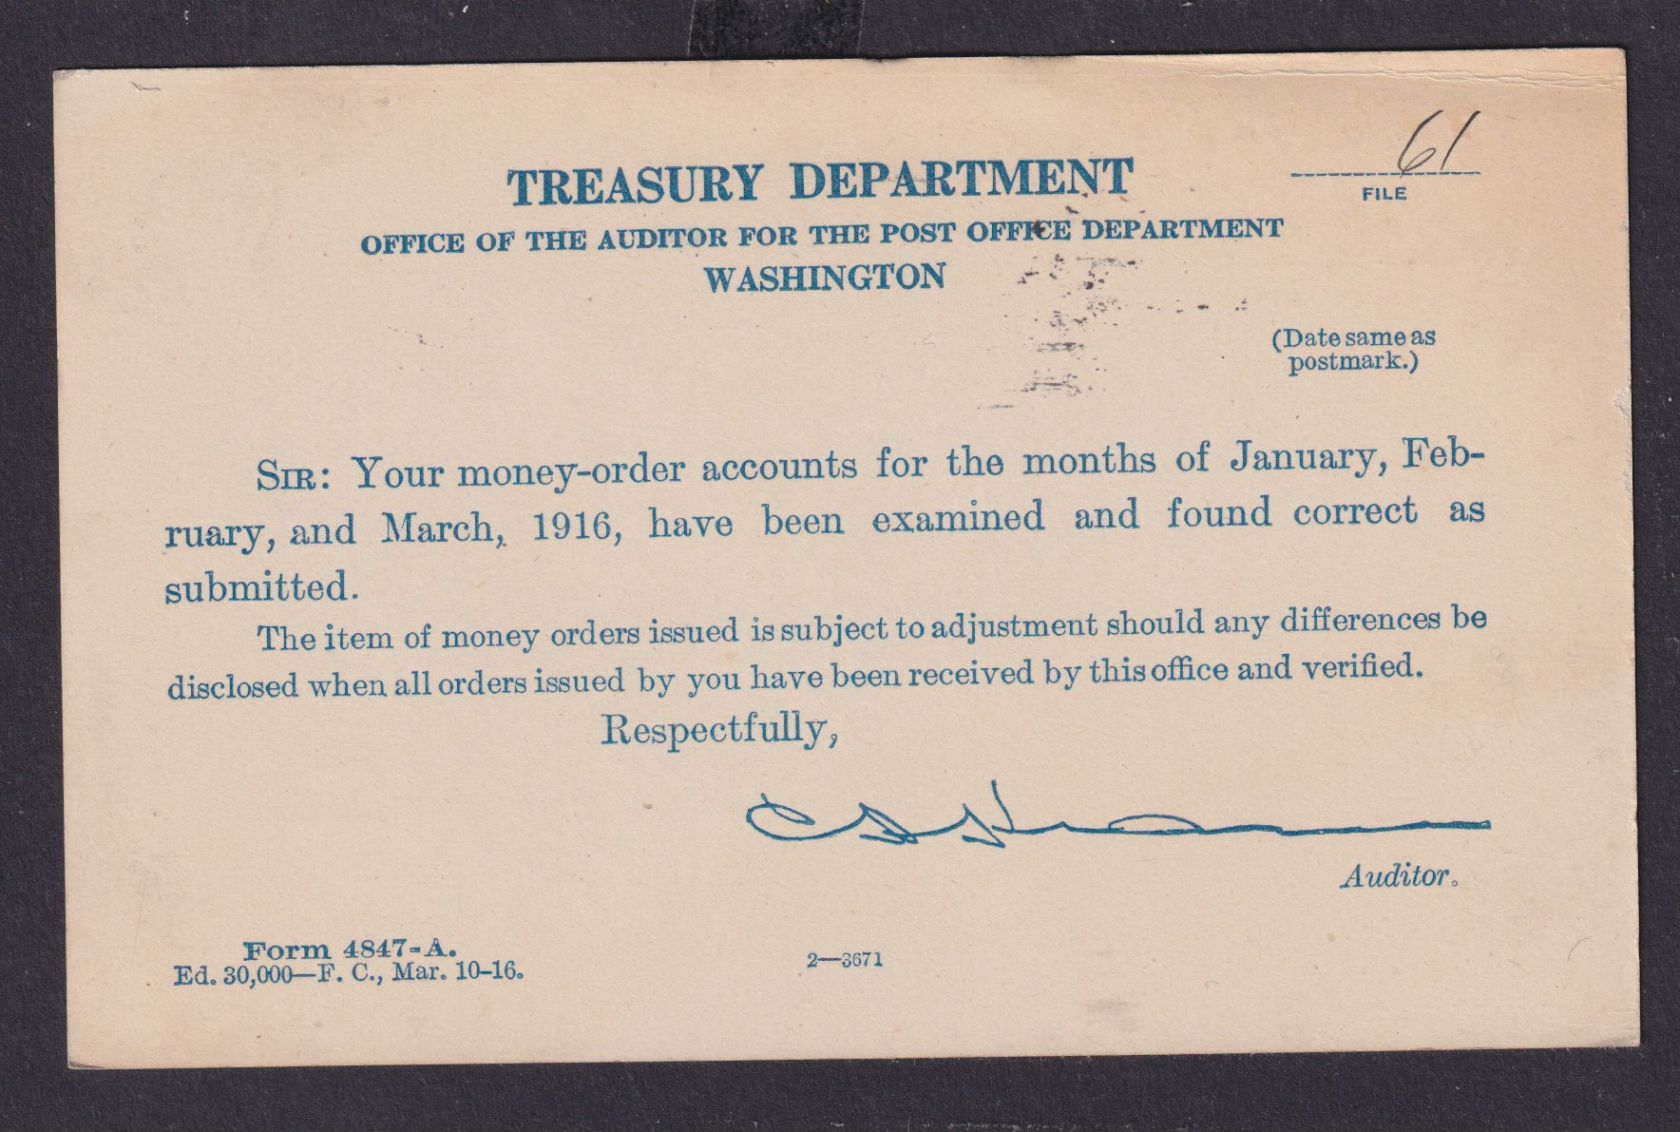 61
FILE
TREASURY DEPARTMENT
OFFICE OF THE AUDITOR FOR THE POST OFFICE DEPARTMENT
WASHINGTON
(Date same as
postmark.)
SIR: Your money-order accounts for the months of January, Feb-
ruary, and March, 1916, have been examined and found correct as
submitted.
The item of money orders issued is subject to adjustment should any differences be
disclosed when all orders issued by you have been received by this office and verified.
Respectfully,
Auditor.
Form 4847-A.
Ed. 30,000—F. C., Mar. 10-16.
2—3671